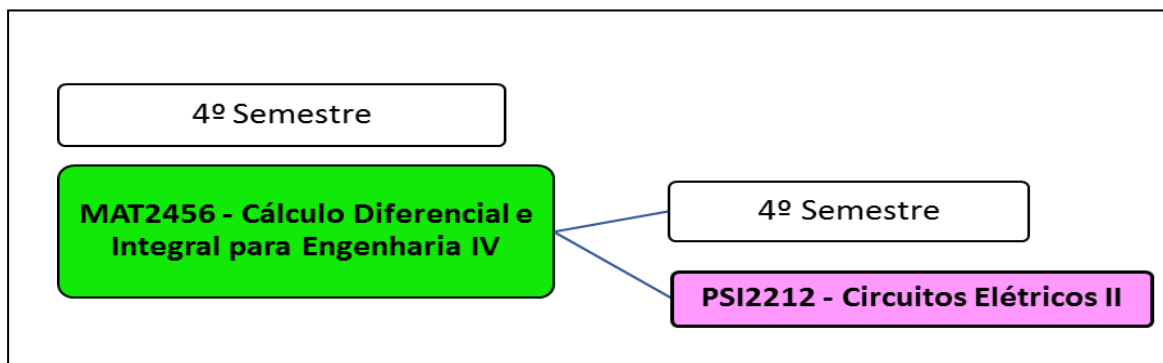 4º Semestre
MAT2456 - Cálculo Diferencial e
Integral para Engenharia IV
4º Semestre
PSI2212 - Circuitos Elétricos II